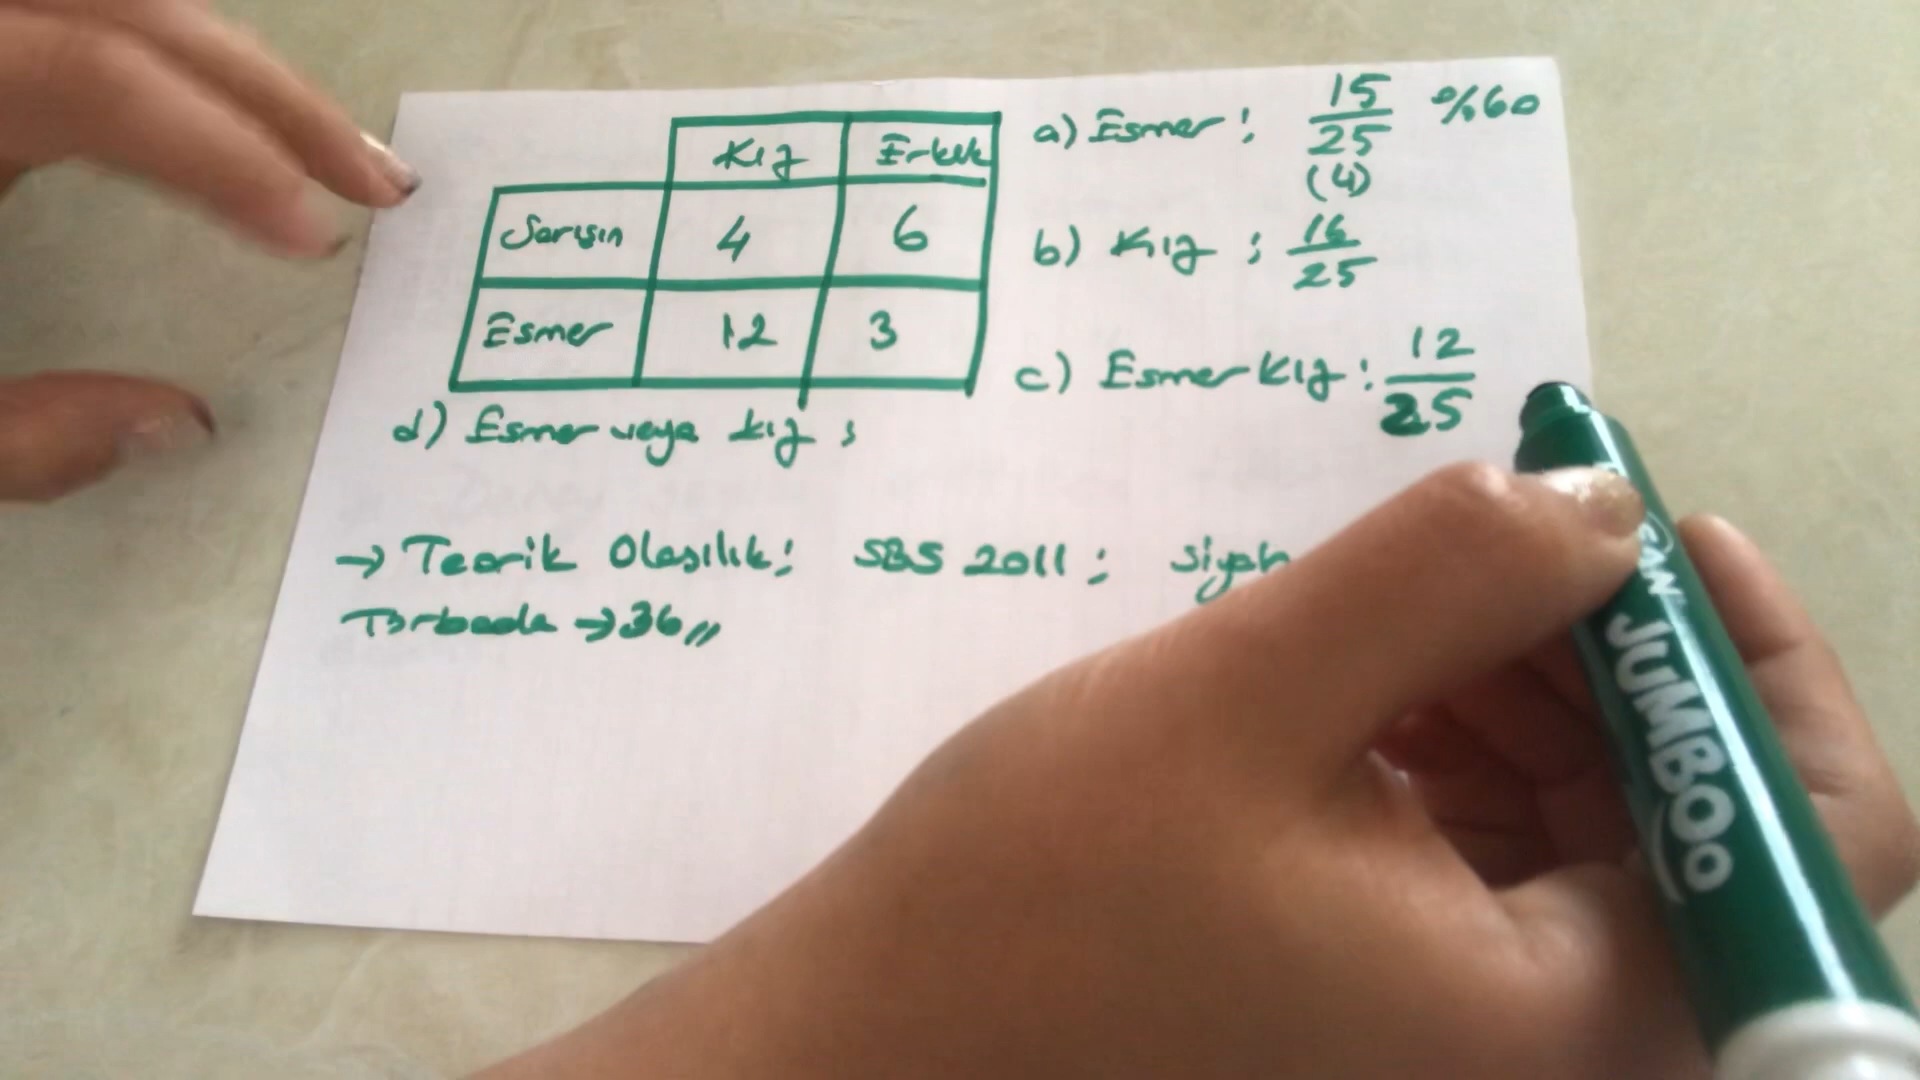 Kız Erkek
Sarışın 4 6
Esmer 12 3
a) Esmer: 15/25 %60
(4)
b) Kız: 16/25
c) Esmer Kız: 12/25
d) Esmer veya kız:
→ Teorik Olasılık: SBS 2011: Siyah
Torbada → 36
JUMBOO